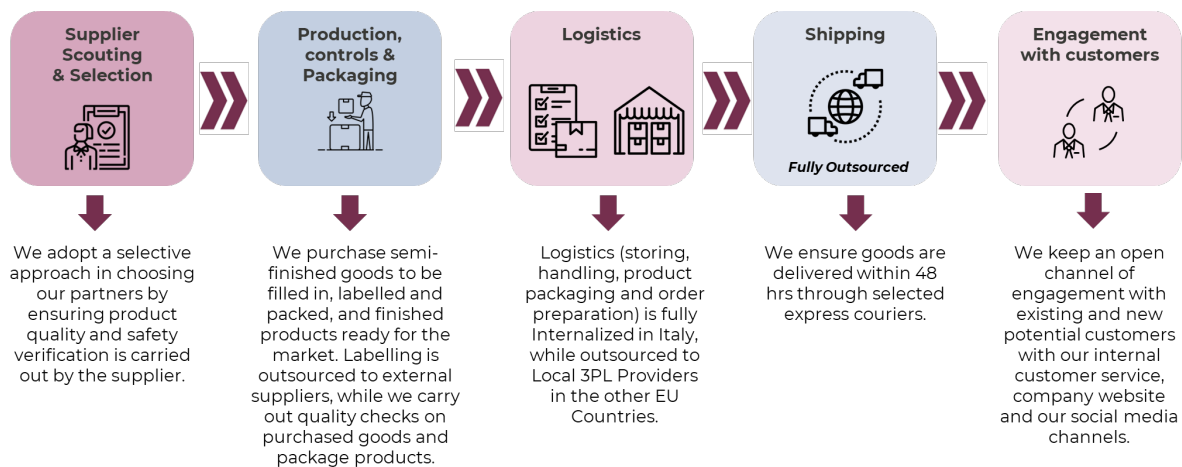 Supplier
Scouting
& Selection
Production,
controls &
Packaging
Logistics
Shipping
Fully Outsourced
Engagement
with customers
We adopt a selective
approach in choosing
our partners by
ensuring product
quality and safety
verification is carried
out by the supplier.
We purchase semi-
finished goods to be
filled in, labelled and
packed, and finished
products ready for the
market. Labelling is
outsourced to external
suppliers, while we carry
out quality checks on
purchased goods and
package products.
Logistics (storing,
handling, product
packaging and order
preparation) is fully
Internalized in Italy,
while outsourced to
Local 3PL Providers
in the other EU
Countries.
We ensure goods are
delivered within 48
hrs through selected
express couriers.
We keep an open
channel of
engagement with
existing and new
potential customers
with our internal
customer service,
company website
and our social media
channels.